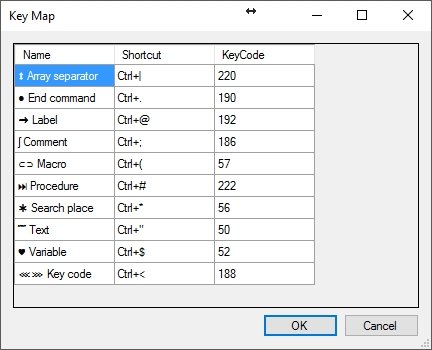 Key Map
Name Shortcut KeyCode
↕ Array separator Ctrl+| 220
● End command Ctrl+. 190
➜ Label Ctrl+@ 192
∫ Comment Ctrl+; 186
⊂⊃ Macro Ctrl+( 57
⏭ Procedure Ctrl+# 222
✱ Search place Ctrl+* 56
‴ Text Ctrl+" 50
♥ Variable Ctrl+$ 52
⋘⋙ Key code Ctrl+< 188
OK Cancel